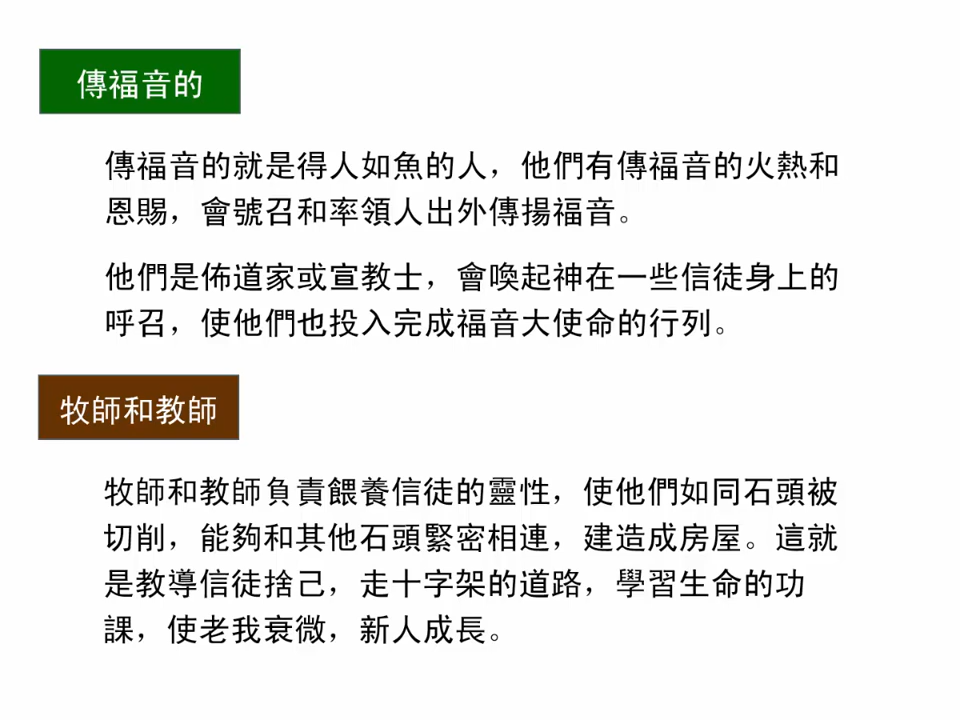 傳福音的
傳福音的就是得人如魚的人，他們有傳福音的火熱和
恩賜，會號召和率領人出外傳揚福音。
他們是佈道家或宣教士，會喚起神在一些信徒身上的
呼召，使他們也投入完成福音大使命的行列。
牧師和教師
牧師和教師負責餵養信徒的靈性，使他們如同石頭被
切削，能夠和其他石頭緊密相連，建造成房屋。這就
是教導信徒捨己，走十字架的道路，學習生命的功
課，使老我衰微，新人成長。